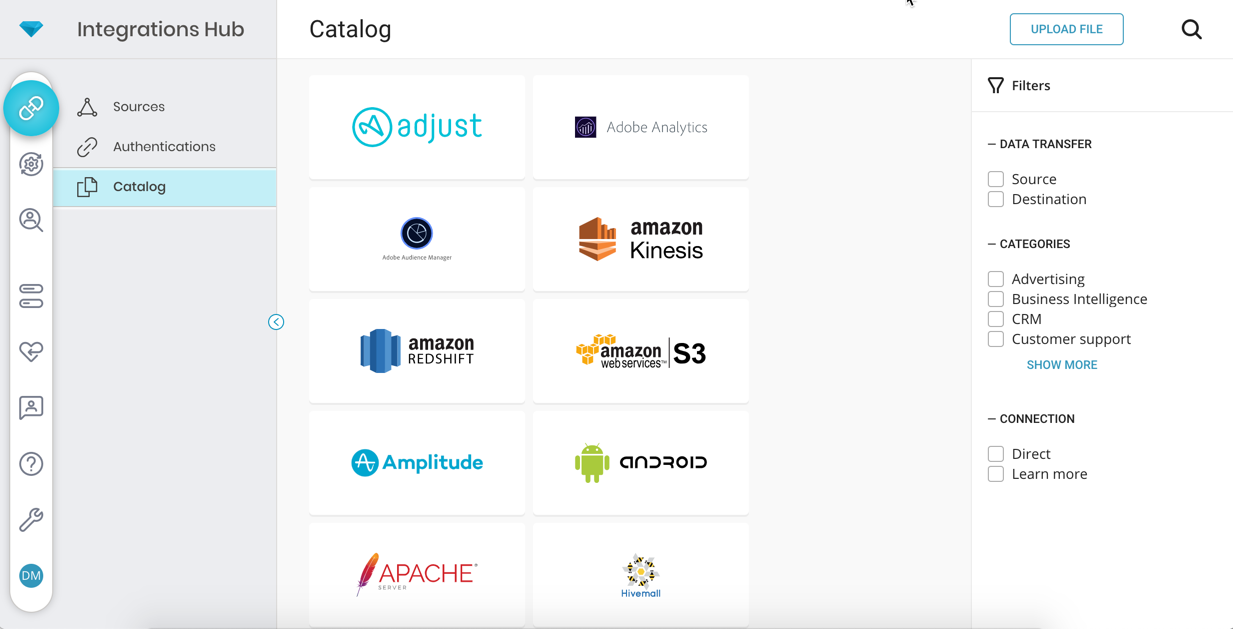 Integrations Hub
Catalog
UPLOAD FILE
Sources
Authentications
Catalog
DM
adjust
Adobe Analytics
Adobe Audience Manager
amazon
Kinesis
amazon
REDSHIFT
amazon
web services™
S3
Amplitude
android
APACHE
SERVER
Hivemall
Filters
– DATA TRANSFER
Source
Destination
– CATEGORIES
Advertising
Business Intelligence
CRM
Customer support
SHOW MORE
– CONNECTION
Direct
Learn more